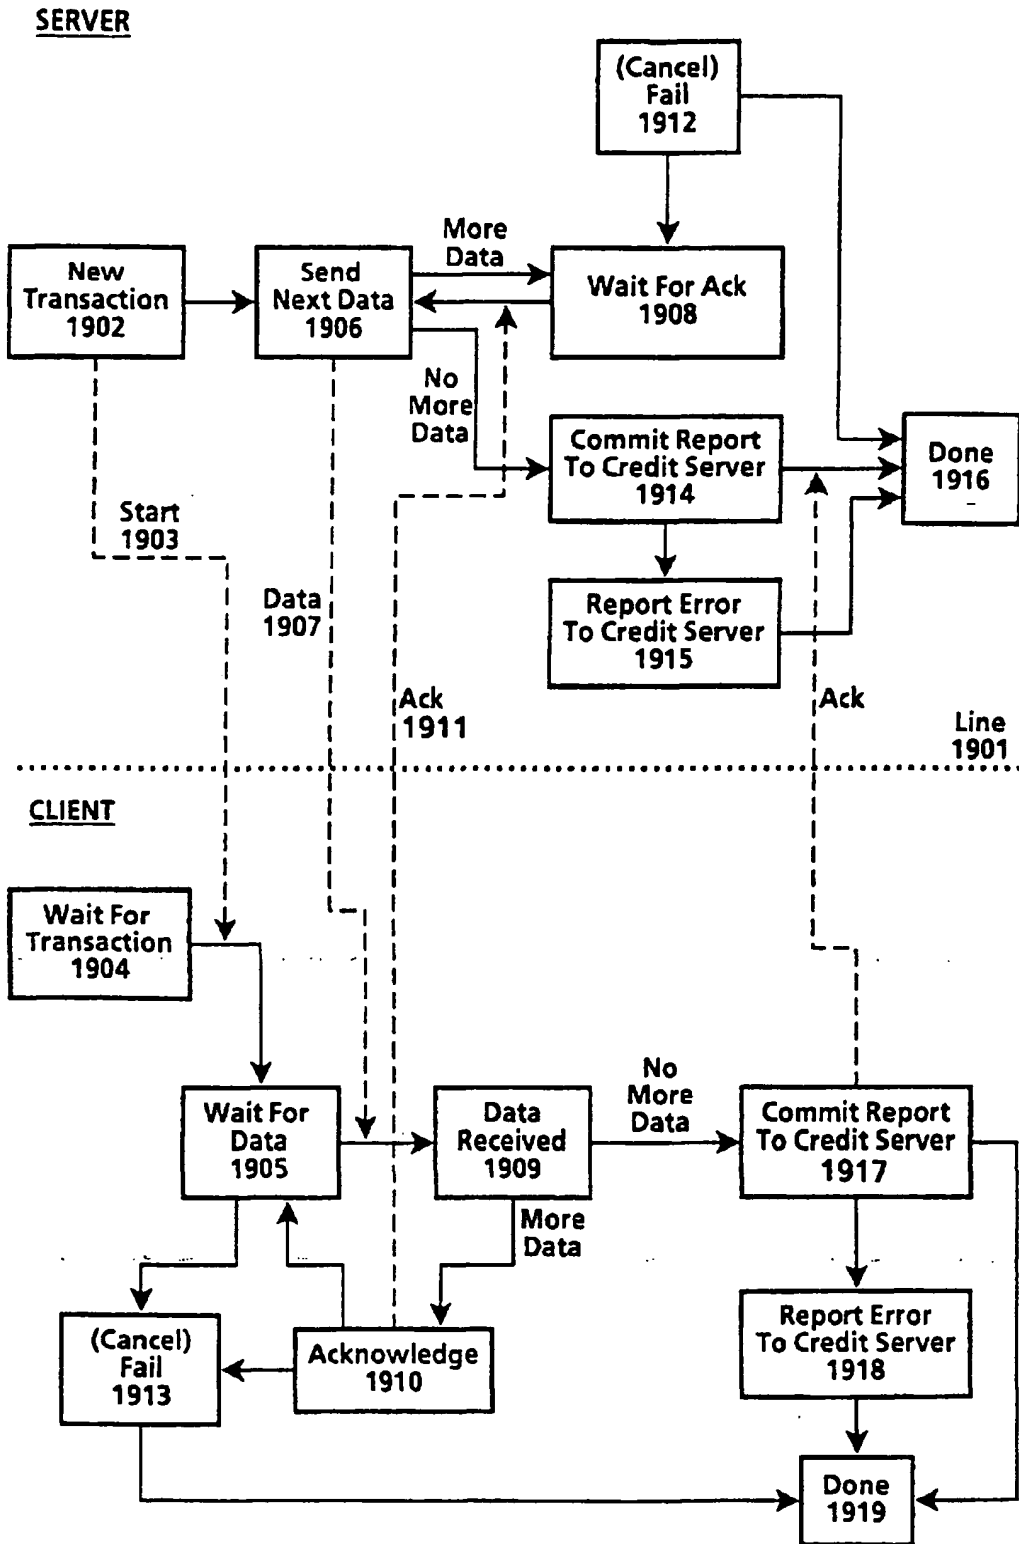 SERVER
(Cancel)
Fail
1912
More
Data
New
Transaction
1902
Send
Next Data
1906
Wait For Ack
1908
No
More
Data
Commit Report
To Credit Server
1914
Done
1916
Start
1903
Data
1907
Report Error
To Credit Server
1915
Ack
1911
Ack
Line
1901
CLIENT
Wait For
Transaction
1904
No
More
Data
Wait For
Data
1905
Data
Received
1909
Commit Report
To Credit Server
1917
More
Data
(Cancel)
Fail
1913
Acknowledge
1910
Report Error
To Credit Server
1918
Done
1919